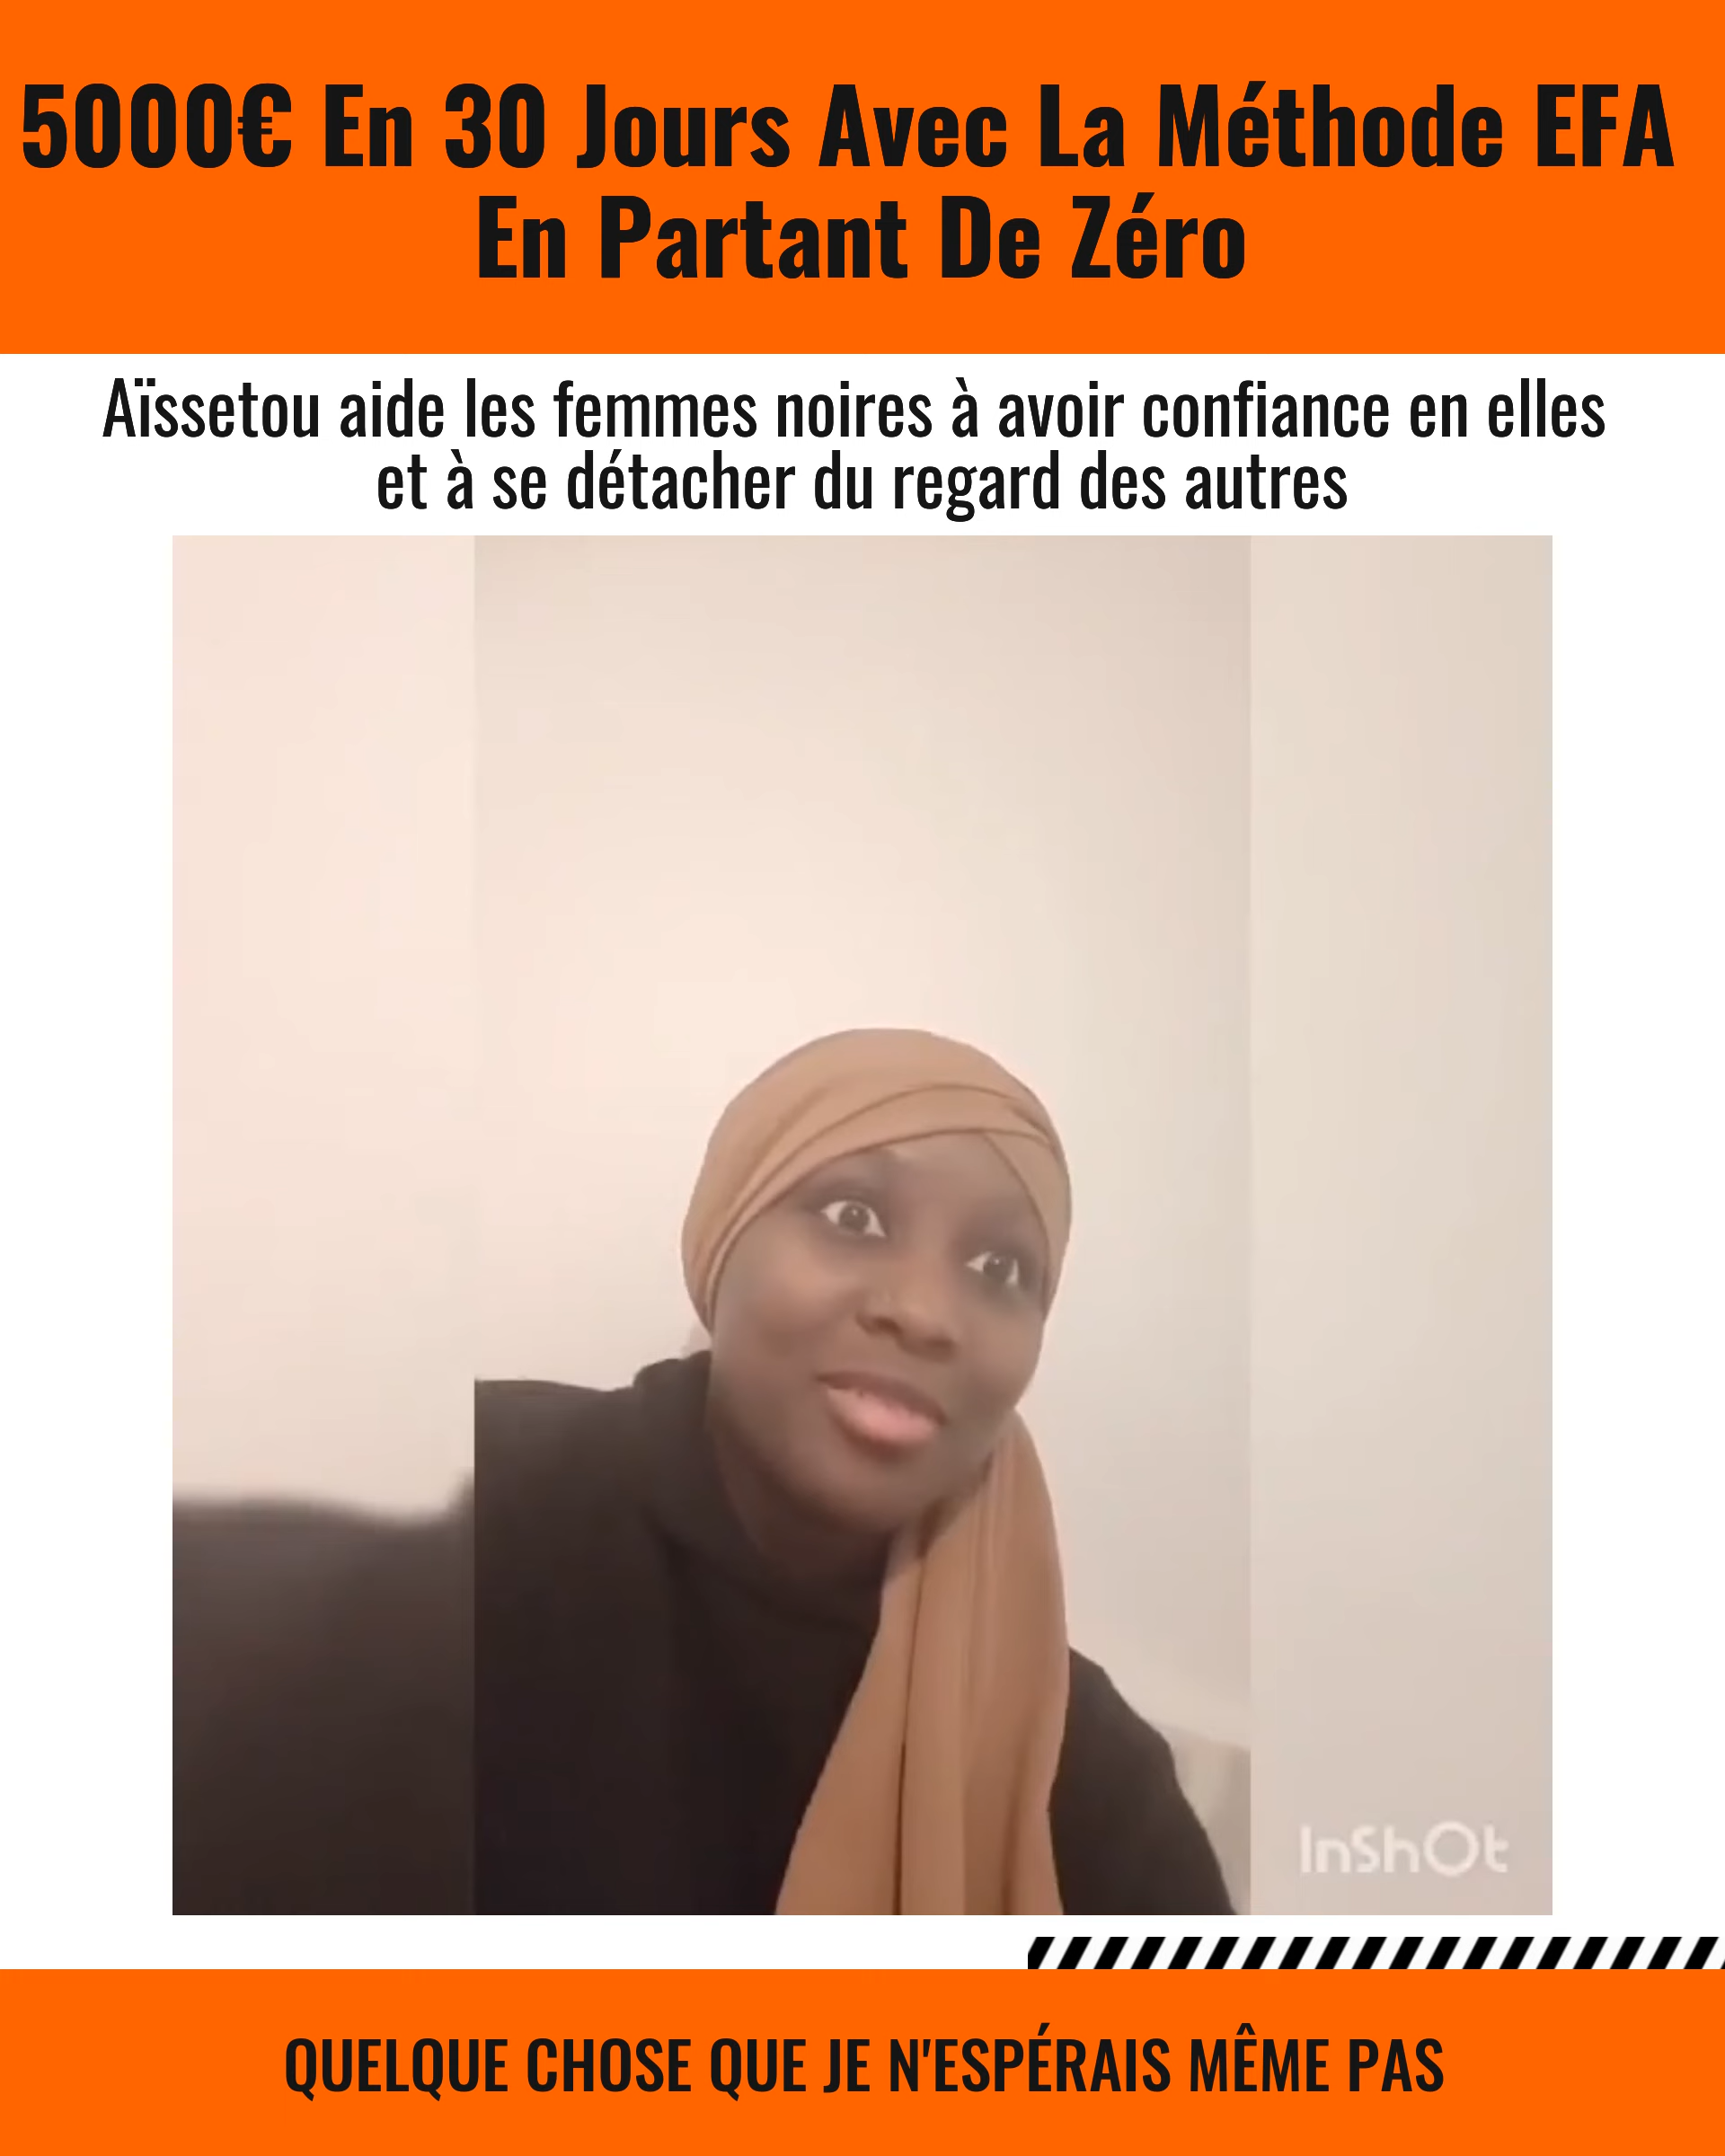 5000€ En 30 Jours Avec La Méthode EFA
En Partant De Zéro
Aïssetou aide les femmes noires à avoir confiance en elles
et à se détacher du regard des autres
InShOt
QUELQUE CHOSE QUE JE N'ESPÉRAIS MÊME PAS